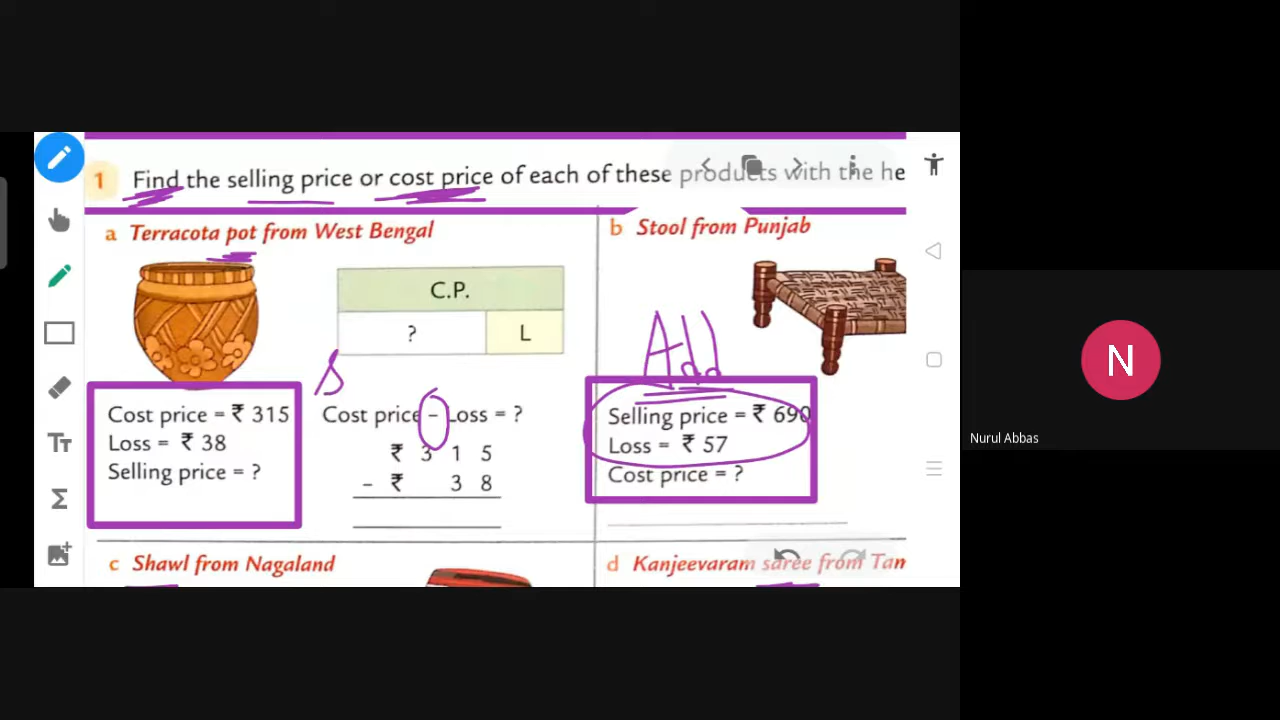 1 Find the selling price or cost price of each of these products with the he
a Terracota pot from West Bengal
C.P.
? L
S
Cost price = ₹ 315
Loss = ₹ 38
Selling price = ?
Cost price - Loss = ?
₹ 3 1 5
- ₹ 3 8
b Stool from Punjab
Add
Selling price = ₹ 690
Loss = ₹ 57
Cost price = ?
c Shawl from Nagaland
d Kanjeevaram saree from Tam
Tт
Σ
N
Nurul Abbas